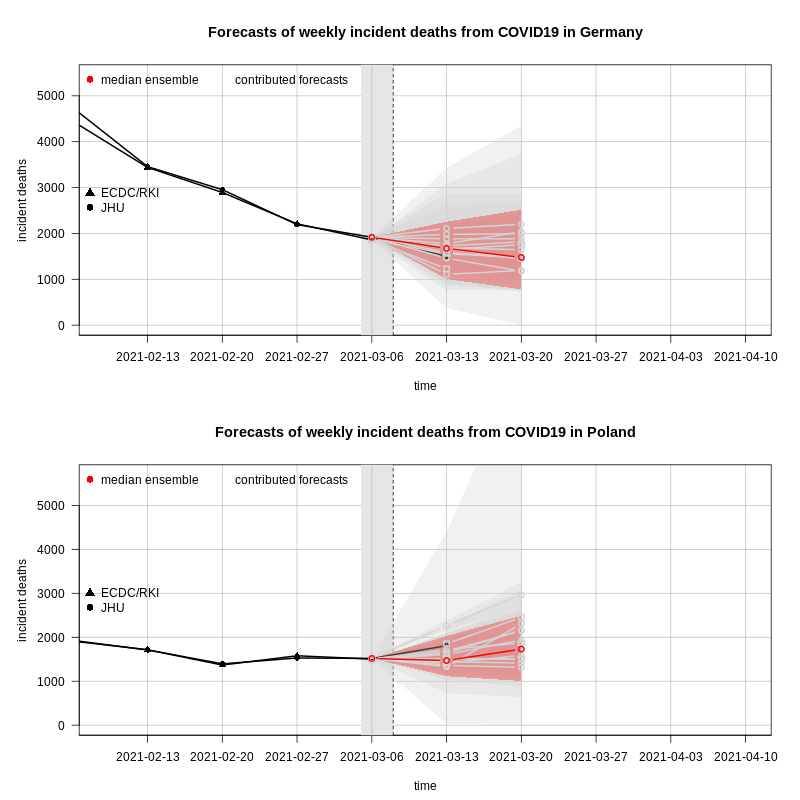 Forecasts of weekly incident deaths from COVID19 in Germany
median ensemble contributed forecasts
5000
4000
3000
2000
1000
0
incident deaths
ECDC/RKI
JHU
2021-02-13 2021-02-20 2021-02-27 2021-03-06 2021-03-13 2021-03-20 2021-03-27 2021-04-03 2021-04-10
time
Forecasts of weekly incident deaths from COVID19 in Poland
median ensemble contributed forecasts
5000
4000
3000
2000
1000
0
incident deaths
ECDC/RKI
JHU
2021-02-13 2021-02-20 2021-02-27 2021-03-06 2021-03-13 2021-03-20 2021-03-27 2021-04-03 2021-04-10
time